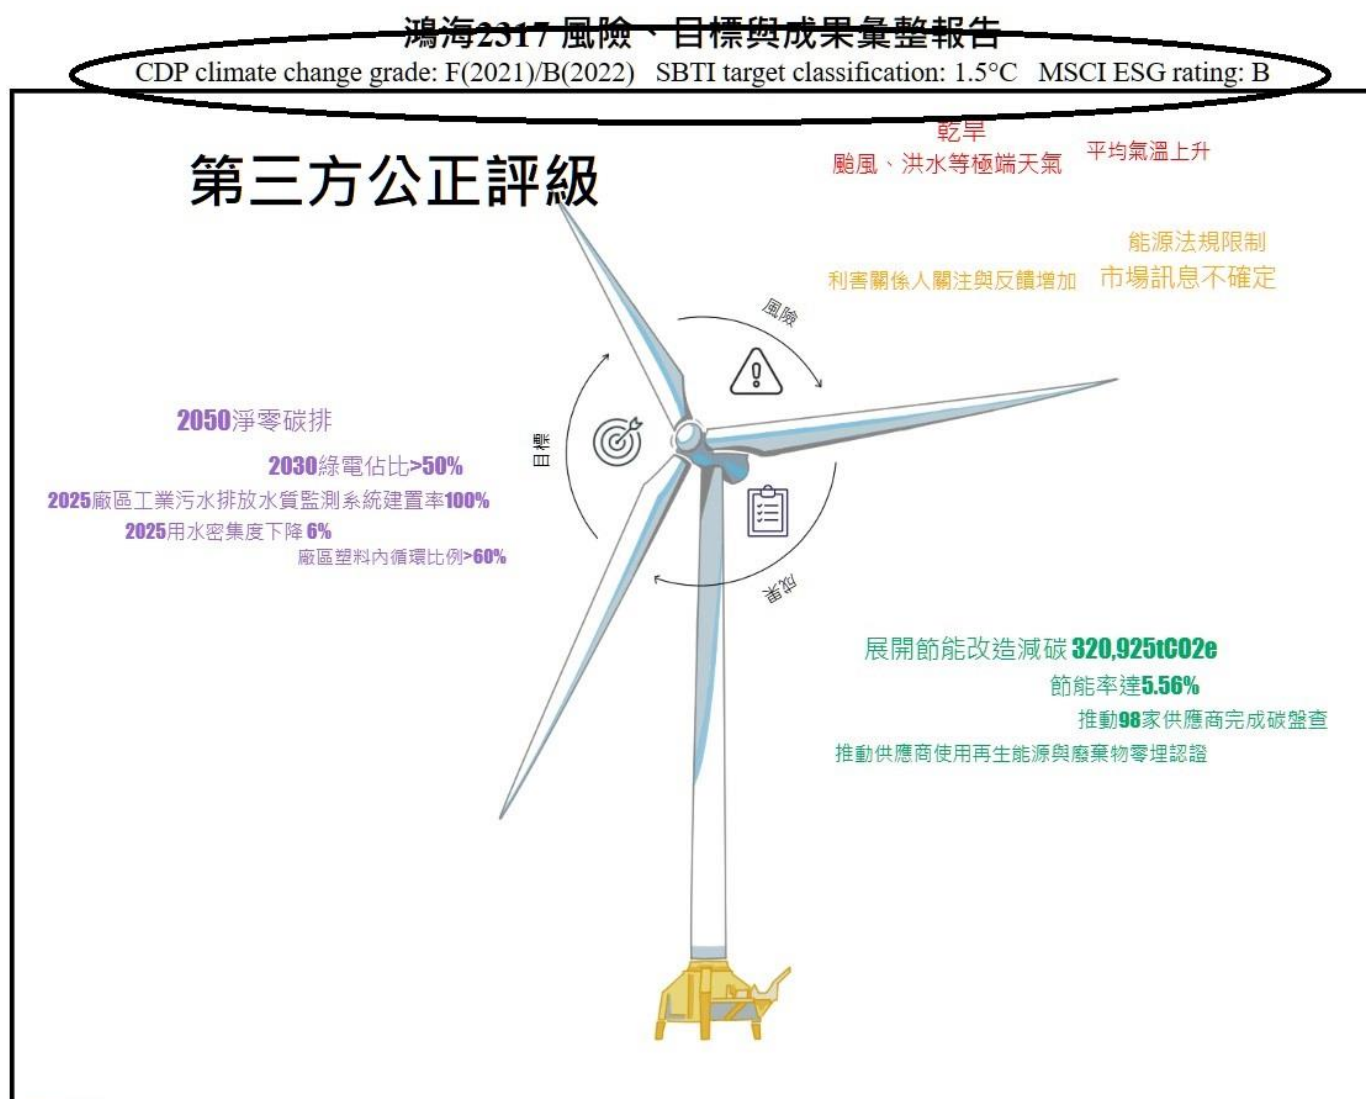 鴻海2317 風險、目標與成果彙整報告
CDP climate change grade: F(2021)/B(2022) SBTI target classification: 1.5°C MSCI ESG rating: B
第三方公正評級
乾旱
颱風、洪水等極端天氣
平均氣溫上升
能源法規限制
利害關係人關注與反饋增加
市場訊息不確定
風險
目標
成果
2050淨零碳排
2030綠電佔比>50%
2025廠區工業污水排放水質監測系統建置率100%
2025用水密集度下降6%
廠區塑料內循環比例>60%
展開節能改造減碳320,925tCO2e
節能率達5.56%
推動98家供應商完成碳盤查
推動供應商使用再生能源與廢棄物零埋認證